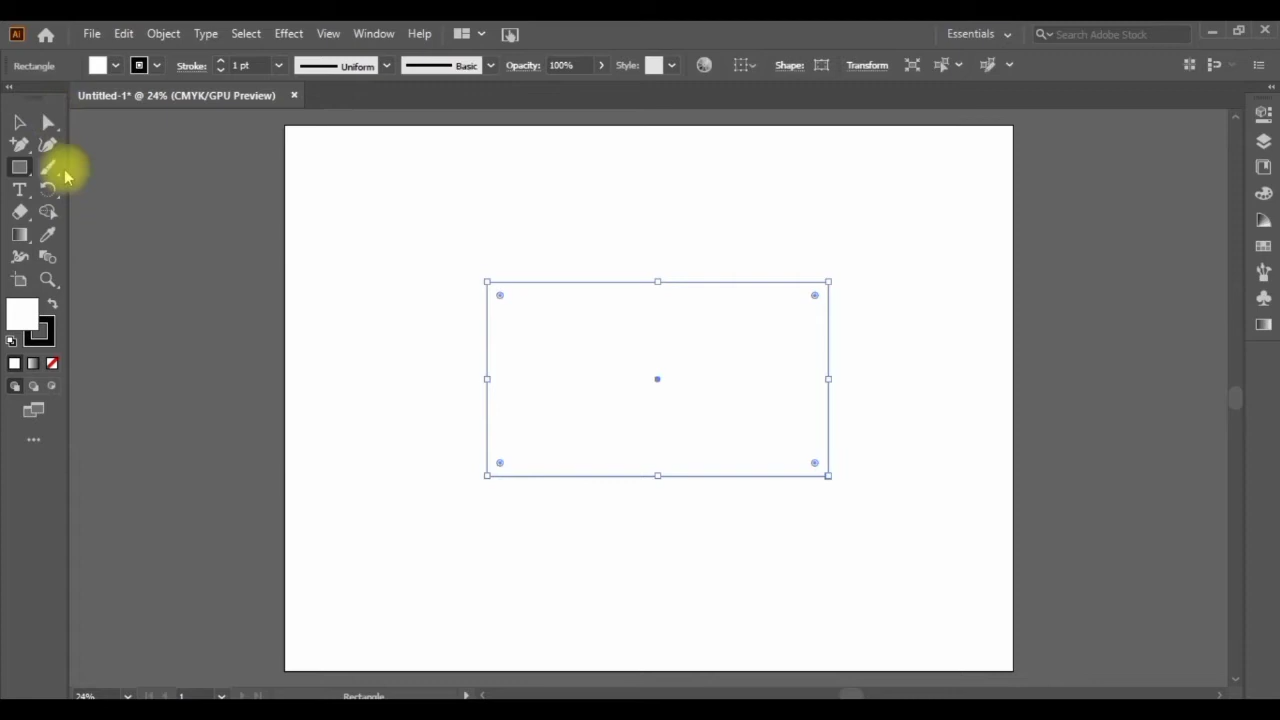 Ai File Edit Object Type Select Effect View Window Help Essentials Search Adobe Stock
Rectangle Stroke: 1 pt Uniform Basic Opacity: 100% Style: Shape: Transform
Untitled-1* @ 24% (CMYK/GPU Preview)
T
24% 1 Rectangle